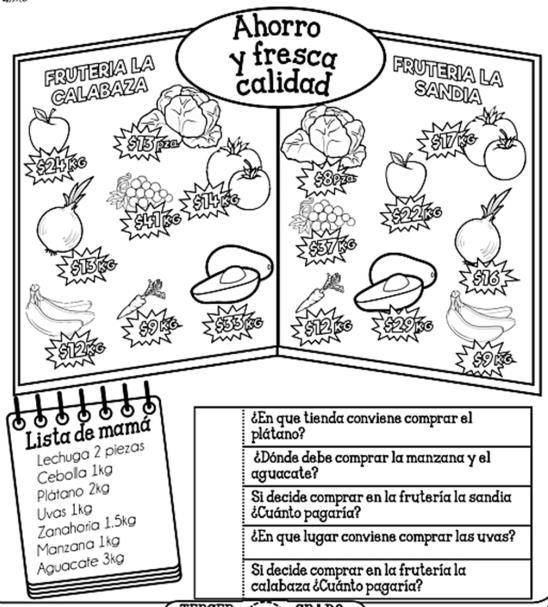 Ahorro
y fresca
calidad
FRUTERIA LA
CALABAZA
$24 KG
$13 pza
$41 KG
$14 KG
$13 KG
$12 KG
$9 KG
$33 KG
FRUTERIA LA
SANDIA
$8 pza
$17 KG
$22 KG
$37 KG
$16
$12 KG
$29 KG
$9 KG
Lista de mamá
Lechuga 2 piezas
Cebolla 1kg
Plátano 2kg
Uvas 1kg
Zanahoria 1.5kg
Manzana 1kg
Aguacate 3kg
¿En que tienda conviene comprar el
plátano?
¿Dónde debe comprar la manzana y el
aguacate?
Si decide comprar en la frutería la sandia
¿Cuánto pagaría?
¿En que lugar conviene comprar las uvas?
Si decide comprar en la frutería la
calabaza ¿Cuánto pagaría?
TERCER GRADO